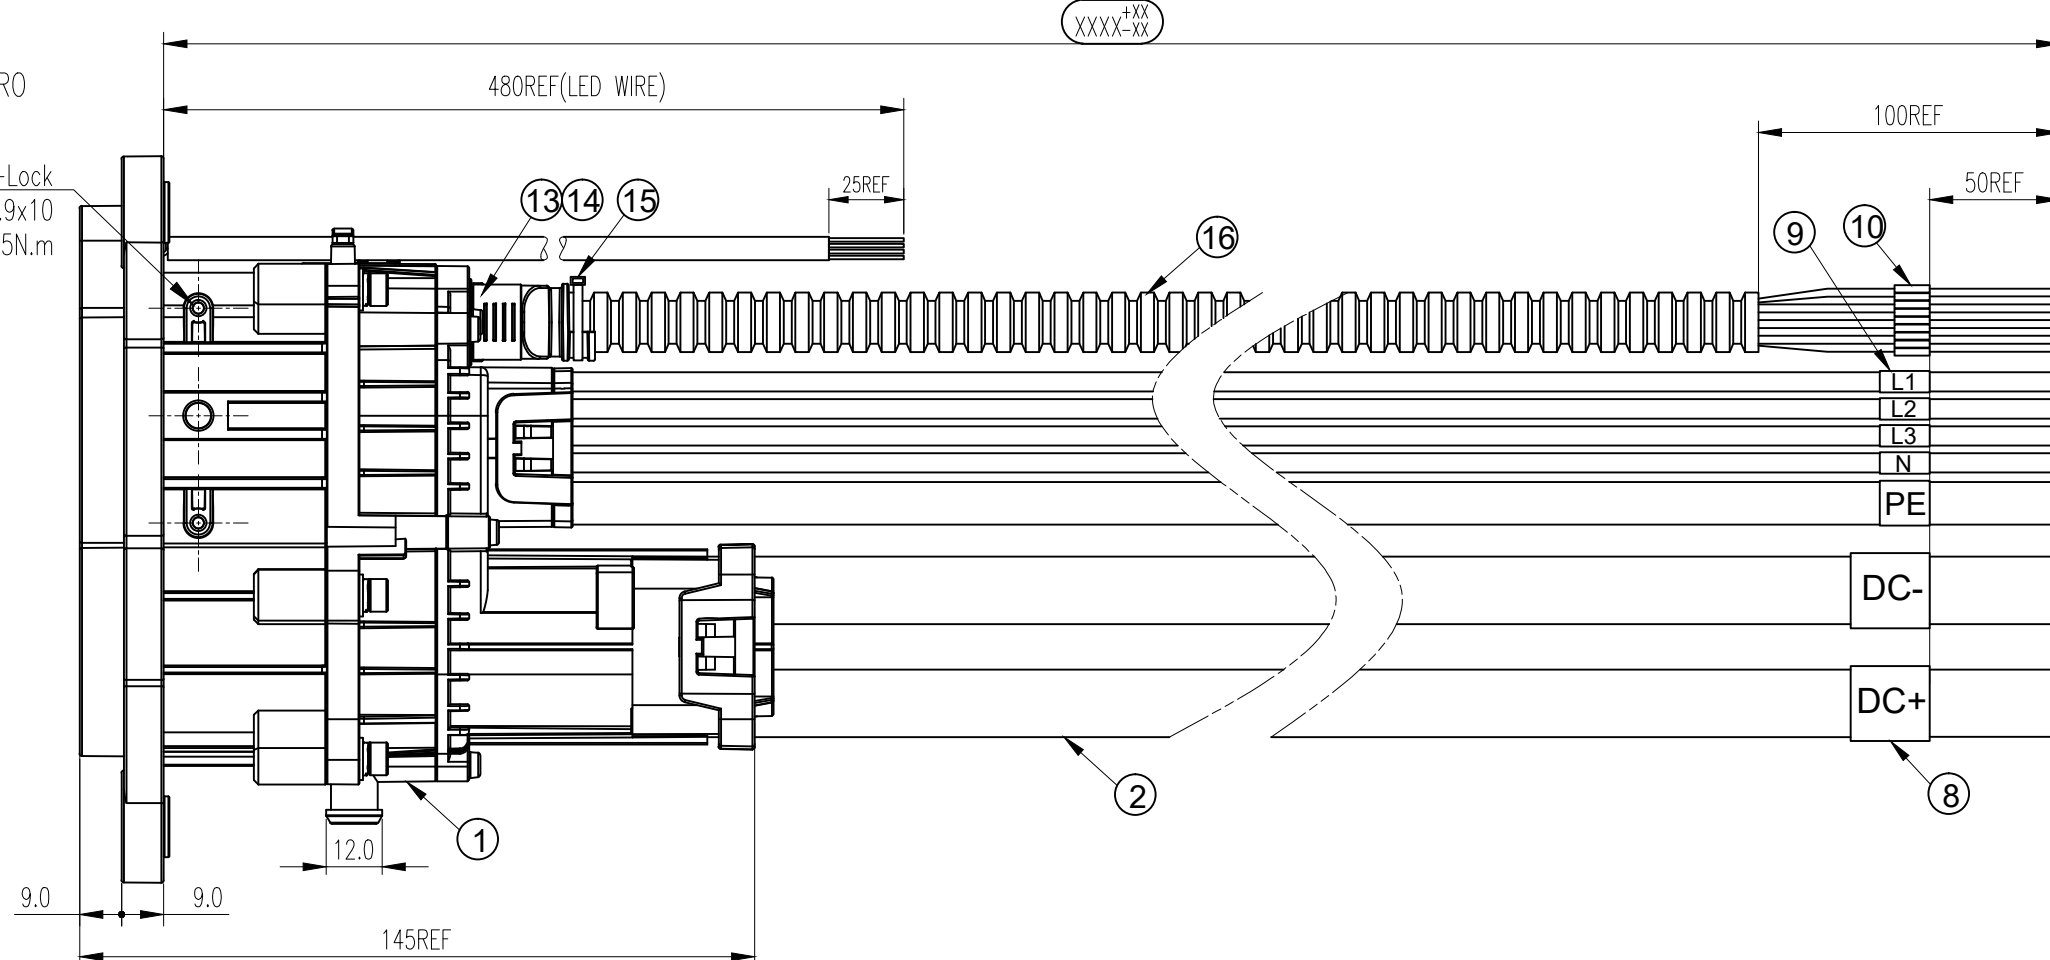 XXXX+XX-XX
RO
480REF(LED WIRE)
100REF
-Lock
.9x10
5N.m
25REF
50REF
13 14 15
16
9
10
L1
L2
L3
N
PE
DC-
DC+
2
8
1
12.0
9.0 9.0
145REF